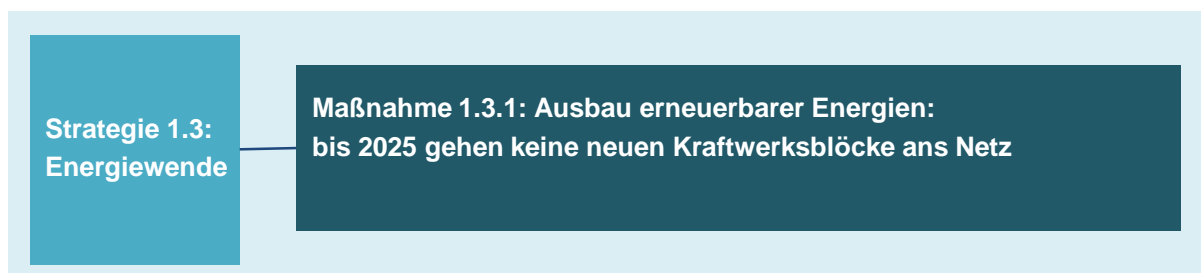 Strategie 1.3:
Energiewende
Maßnahme 1.3.1: Ausbau erneuerbarer Energien:
bis 2025 gehen keine neuen Kraftwerksblöcke ans Netz